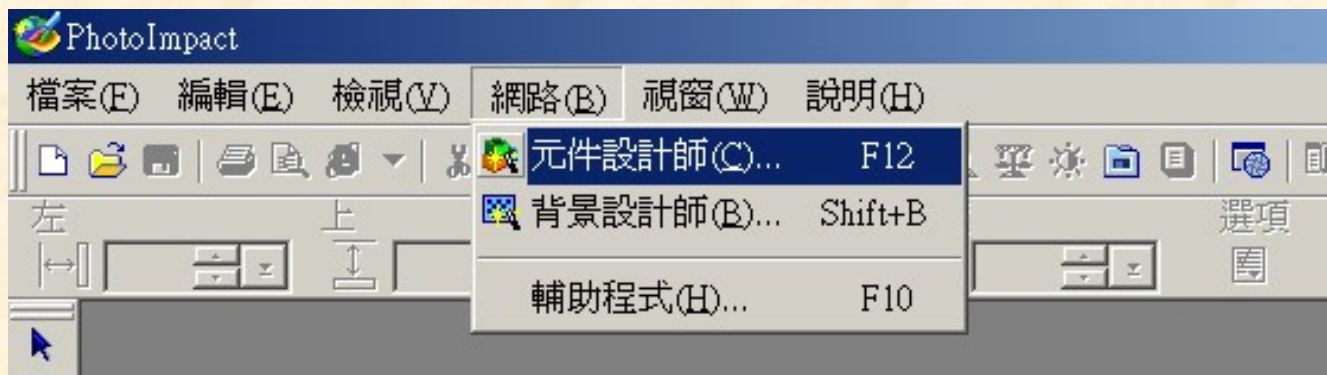 PhotoImpact
檔案(F) 編輯(E) 檢視(V) 網路(B) 視窗(W) 說明(H)
元件設計師(C)... F12
背景設計師(B)... Shift+B
輔助程式(H)... F10
左 上 選項